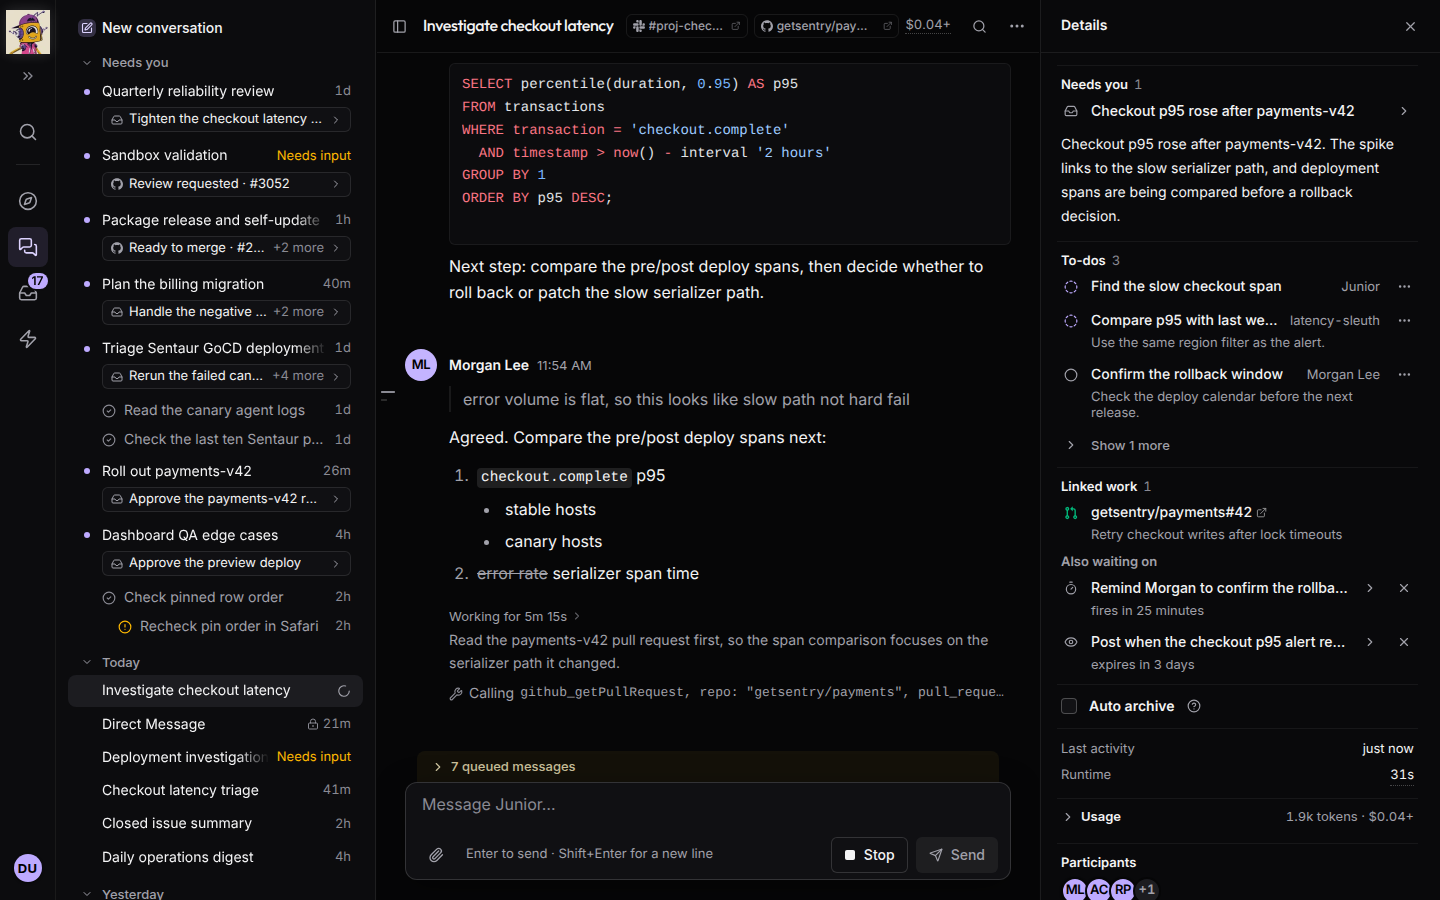 New conversation
Needs you
Quarterly reliability review 1d
Tighten the checkout latency ...
Sandbox validation Needs input
Review requested · #3052
Package release and self-update 1h
Ready to merge · #2... +2 more
Plan the billing migration 40m
Handle the negative ... +2 more
Triage Sentaur GoCD deployment 1d
Rerun the failed can... +4 more
Read the canary agent logs 1d
Check the last ten Sentaur p... 1d
Roll out payments-v42 26m
Approve the payments-v42 r...
Dashboard QA edge cases 4h
Approve the preview deploy
Check pinned row order 2h
Recheck pin order in Safari 2h
Today
Investigate checkout latency
Direct Message 21m
Deployment investigation Needs input
Checkout latency triage 41m
Closed issue summary 2h
Daily operations digest 4h
Yesterday
17
DU
Investigate checkout latency #proj-chec... getsentry/pay... $0.04+
SELECT percentile(duration, 0.95) AS p95
FROM transactions
WHERE transaction = 'checkout.complete'
AND timestamp > now() - interval '2 hours'
GROUP BY 1
ORDER BY p95 DESC;
Next step: compare the pre/post deploy spans, then decide whether to
roll back or patch the slow serializer path.
ML Morgan Lee 11:54 AM
error volume is flat, so this looks like slow path not hard fail
Agreed. Compare the pre/post deploy spans next:
1. checkout.complete p95
• stable hosts
• canary hosts
2. error rate serializer span time
Working for 5m 15s
Read the payments-v42 pull request first, so the span comparison focuses on the
serializer path it changed.
Calling github_getPullRequest, repo: "getsentry/payments", pull_reque...
7 queued messages
Message Junior...
Enter to send · Shift+Enter for a new line Stop Send
Details
Needs you 1
Checkout p95 rose after payments-v42
Checkout p95 rose after payments-v42. The spike
links to the slow serializer path, and deployment
spans are being compared before a rollback
decision.
To-dos 3
Find the slow checkout span Junior
Compare p95 with last we... latency-sleuth
Use the same region filter as the alert.
Confirm the rollback window Morgan Lee
Check the deploy calendar before the next
release.
Show 1 more
Linked work 1
getsentry/payments#42
Retry checkout writes after lock timeouts
Also waiting on
Remind Morgan to confirm the rollba...
fires in 25 minutes
Post when the checkout p95 alert re...
expires in 3 days
Auto archive
Last activity just now
Runtime 31s
Usage 1.9k tokens · $0.04+
Participants
ML AC RP +1